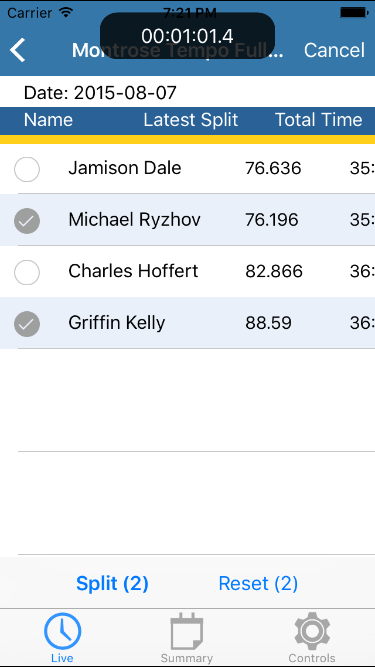 Carrier 7:21 PM
00:01:01.4
Montrose Tempo Full... Cancel
Date: 2015-08-07
Name Latest Split Total Time
Jamison Dale 76.636 35:
Michael Ryzhov 76.196 35:
Charles Hoffert 82.866 36:
Griffin Kelly 88.59 36:
Split (2) Reset (2)
Live Summary Controls